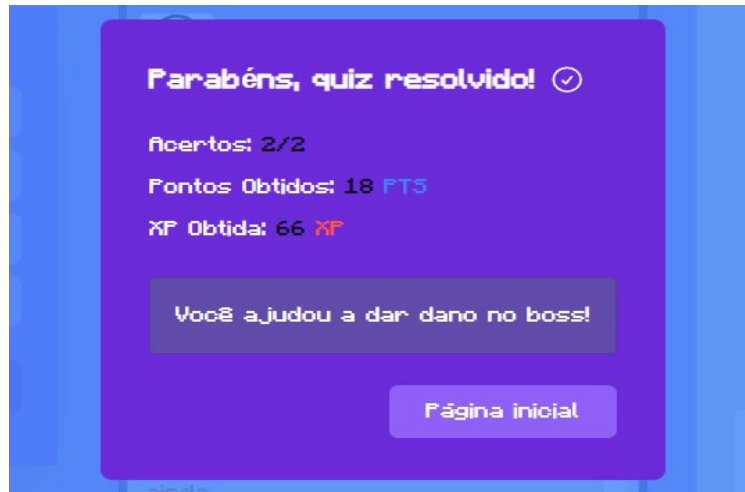 Parabéns, quiz resolvido!
Acertos: 2/2
Pontos Obtidos: 18 PTS
XP Obtida: 66 XP
Você ajudou a dar dano no boss!
Página inicial
ainda